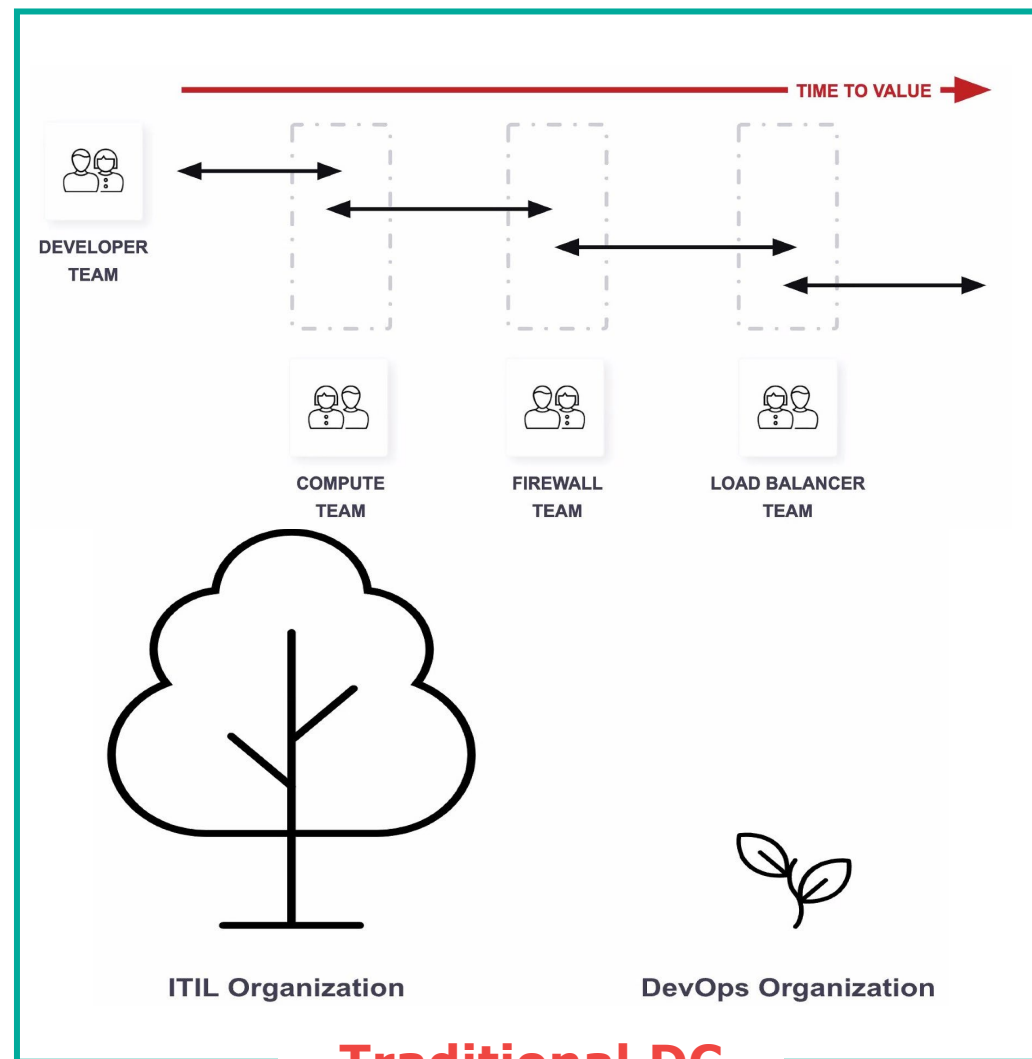 TIME TO VALUE
DEVELOPER
TEAM
COMPUTE
TEAM
FIREWALL
TEAM
LOAD BALANCER
TEAM
ITIL Organization
DevOps Organization
Traditional DC